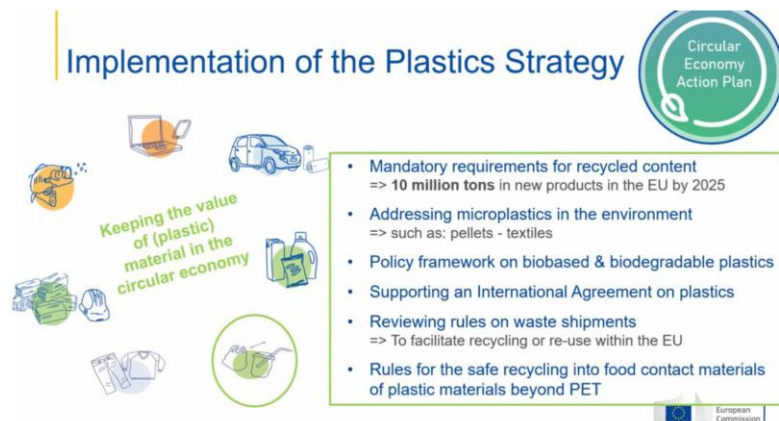 Implementation of the Plastics Strategy
Circular
Economy
Action Plan
Keeping the value
of (plastic)
material in the
circular economy
• Mandatory requirements for recycled content
=> 10 million tons in new products in the EU by 2025
• Addressing microplastics in the environment
=> such as: pellets - textiles
• Policy framework on biobased & biodegradable plastics
• Supporting an International Agreement on plastics
• Reviewing rules on waste shipments
=> To facilitate recycling or re-use within the EU
• Rules for the safe recycling into food contact materials
of plastic materials beyond PET
European
Commission